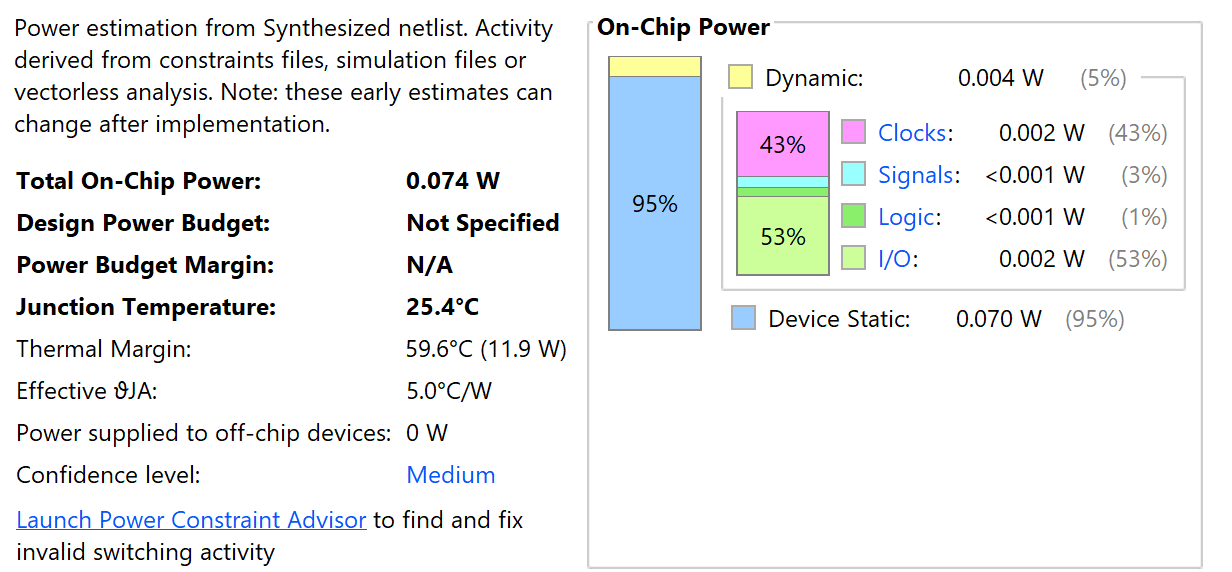 Power estimation from Synthesized netlist. Activity
derived from constraints files, simulation files or
vectorless analysis. Note: these early estimates can
change after implementation.
Total On-Chip Power: 0.074 W
Design Power Budget: Not Specified
Power Budget Margin: N/A
Junction Temperature: 25.4°C
Thermal Margin: 59.6°C (11.9 W)
Effective ϑJA: 5.0°C/W
Power supplied to off-chip devices: 0 W
Confidence level: Medium
Launch Power Constraint Advisor to find and fix
invalid switching activity
On-Chip Power
95%
Dynamic: 0.004 W (5%)
43%
53%
Clocks: 0.002 W (43%)
Signals: <0.001 W (3%)
Logic: <0.001 W (1%)
I/O: 0.002 W (53%)
Device Static: 0.070 W (95%)